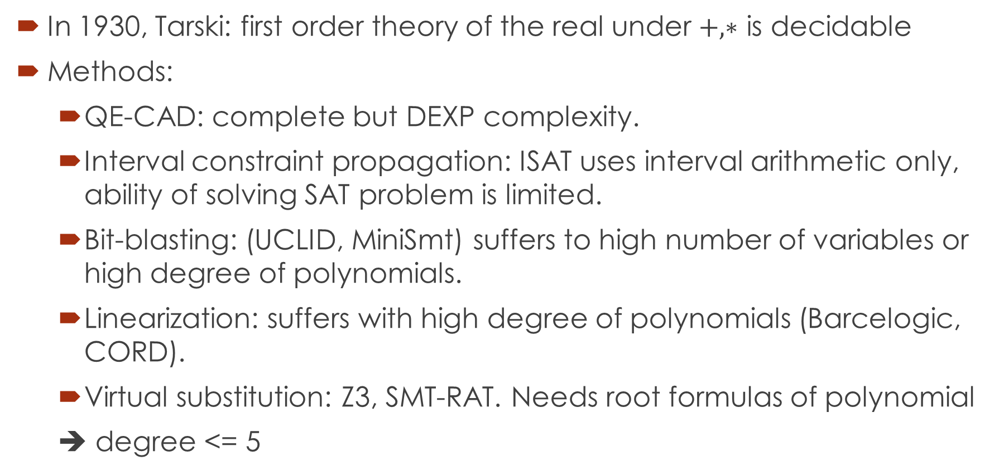 In 1930, Tarski: first order theory of the real under +,* is decidable
Methods:
QE-CAD: complete but DEXP complexity.
Interval constraint propagation: ISAT uses interval arithmetic only,
ability of solving SAT problem is limited.
Bit-blasting: (UCLID, MiniSmt) suffers to high number of variables or
high degree of polynomials.
Linearization: suffers with high degree of polynomials (Barcelogic,
CORD).
Virtual substitution: Z3, SMT-RAT. Needs root formulas of polynomial
➔ degree <= 5